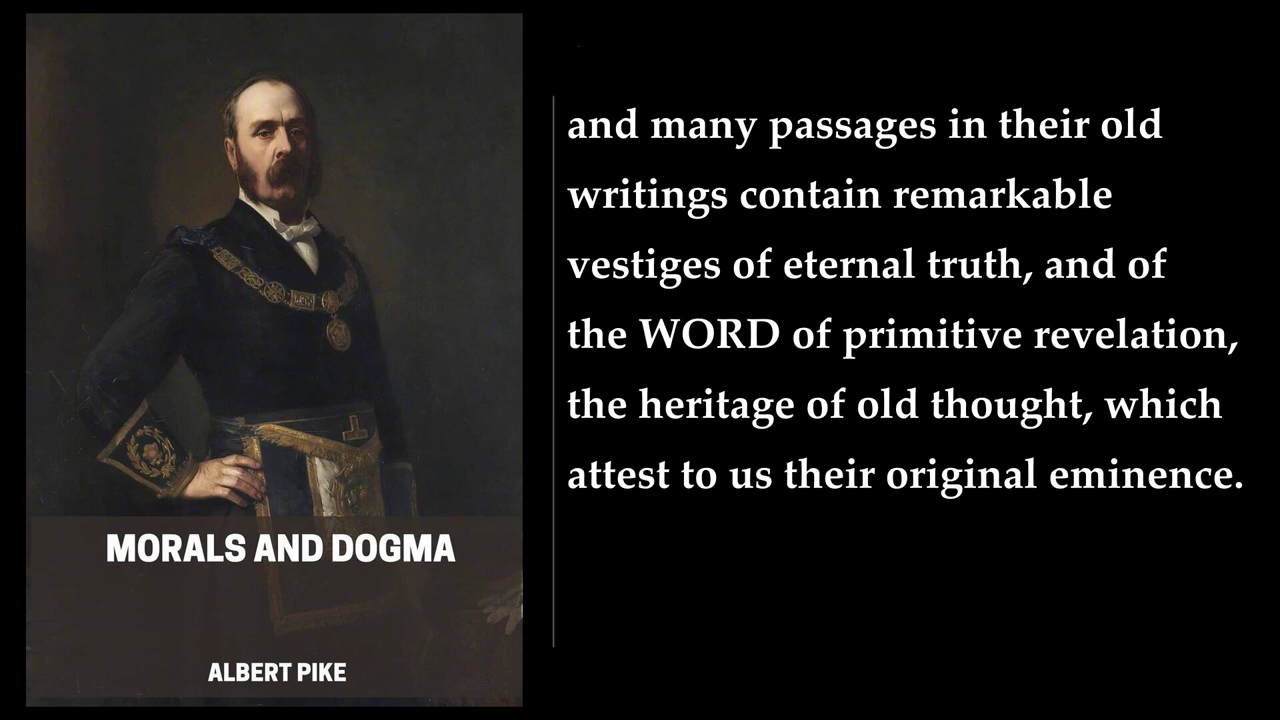 MORALS AND DOGMA
ALBERT PIKE
and many passages in their old
writings contain remarkable
vestiges of eternal truth, and of
the WORD of primitive revelation,
the heritage of old thought, which
attest to us their original eminence.